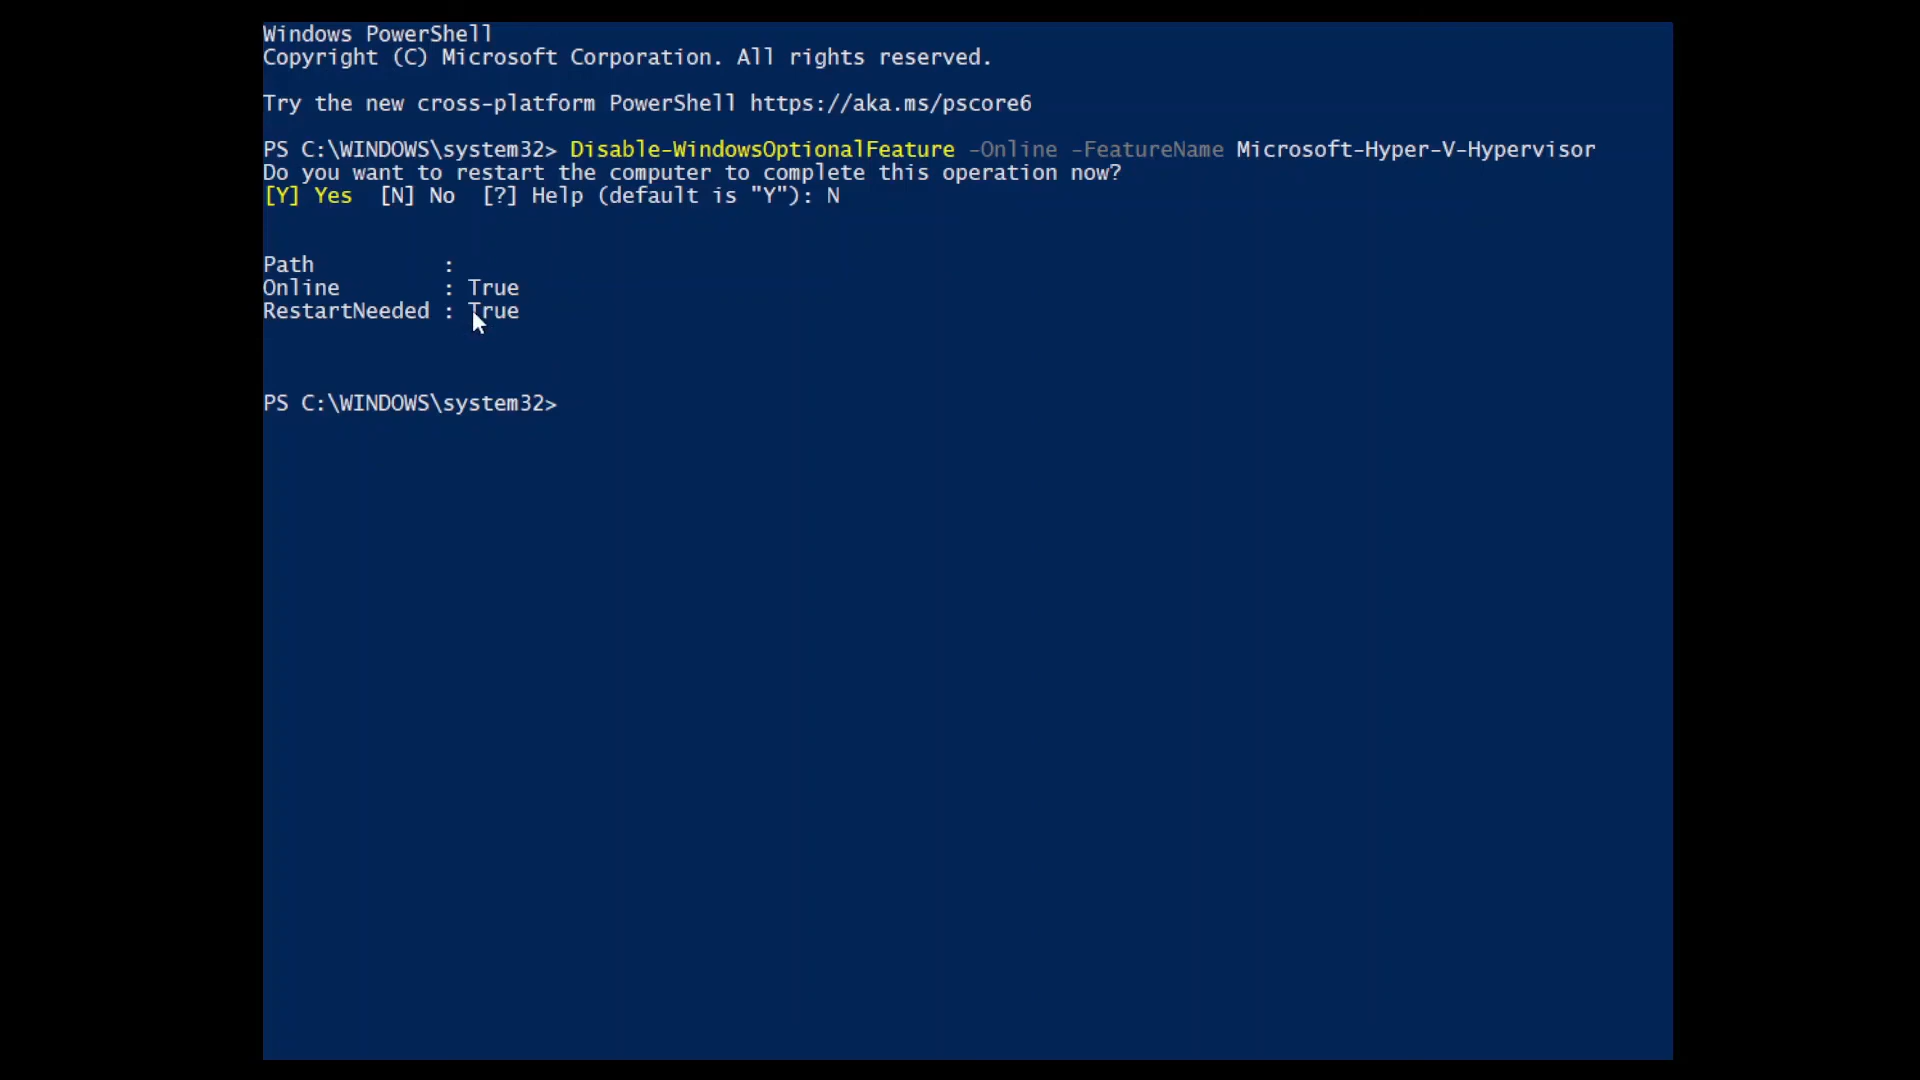 Windows PowerShell
Copyright (C) Microsoft Corporation. All rights reserved.
Try the new cross-platform PowerShell https://aka.ms/pscore6
PS C:\WINDOWS\system32> Disable-WindowsOptionalFeature -Online -FeatureName Microsoft-Hyper-V-Hypervisor
Do you want to restart the computer to complete this operation now?
[Y] Yes  [N] No  [?] Help (default is "Y"): N
Path          :
Online        : True
RestartNeeded : True
PS C:\WINDOWS\system32>